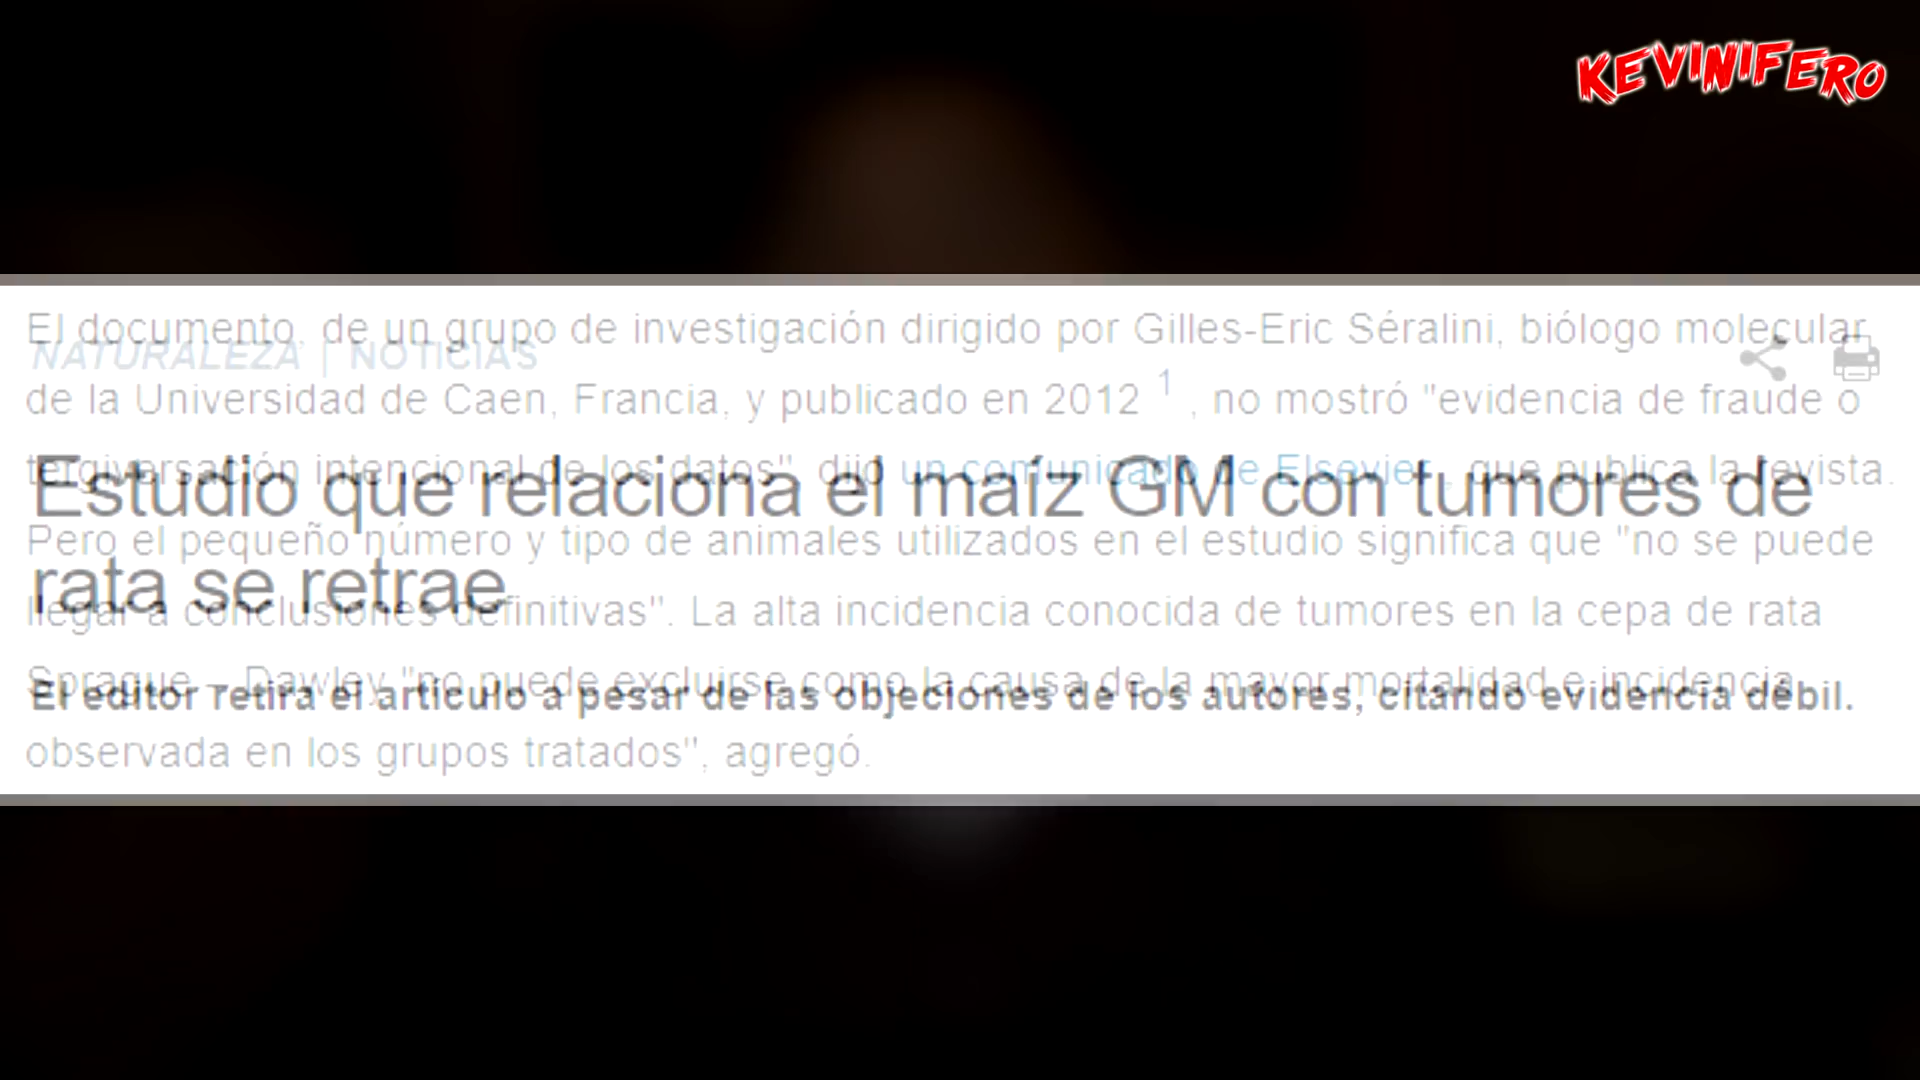 KEVINIFERO
El documento, de un grupo de investigación dirigido por Gilles-Eric Séralini, biólogo molecular
NATURALEZA | NOTICIAS
de la Universidad de Caen, Francia, y publicado en 2012 1 , no mostró "evidencia de fraude o
tergiversación intencional de los datos", dijo un comunicado de Elsevier , que publica la revista.
Estudio que relaciona el maíz GM con tumores de
Pero el pequeño número y tipo de animales utilizados en el estudio significa que "no se puede
rata se retrae
llegar a conclusiones definitivas". La alta incidencia conocida de tumores en la cepa de rata
Sprague - Dawley "no puede excluirse como la causa de la mayor mortalidad e incidencia
El editor retira el artículo a pesar de las objeciones de los autores, citando evidencia débil.
observada en los grupos tratados", agregó.